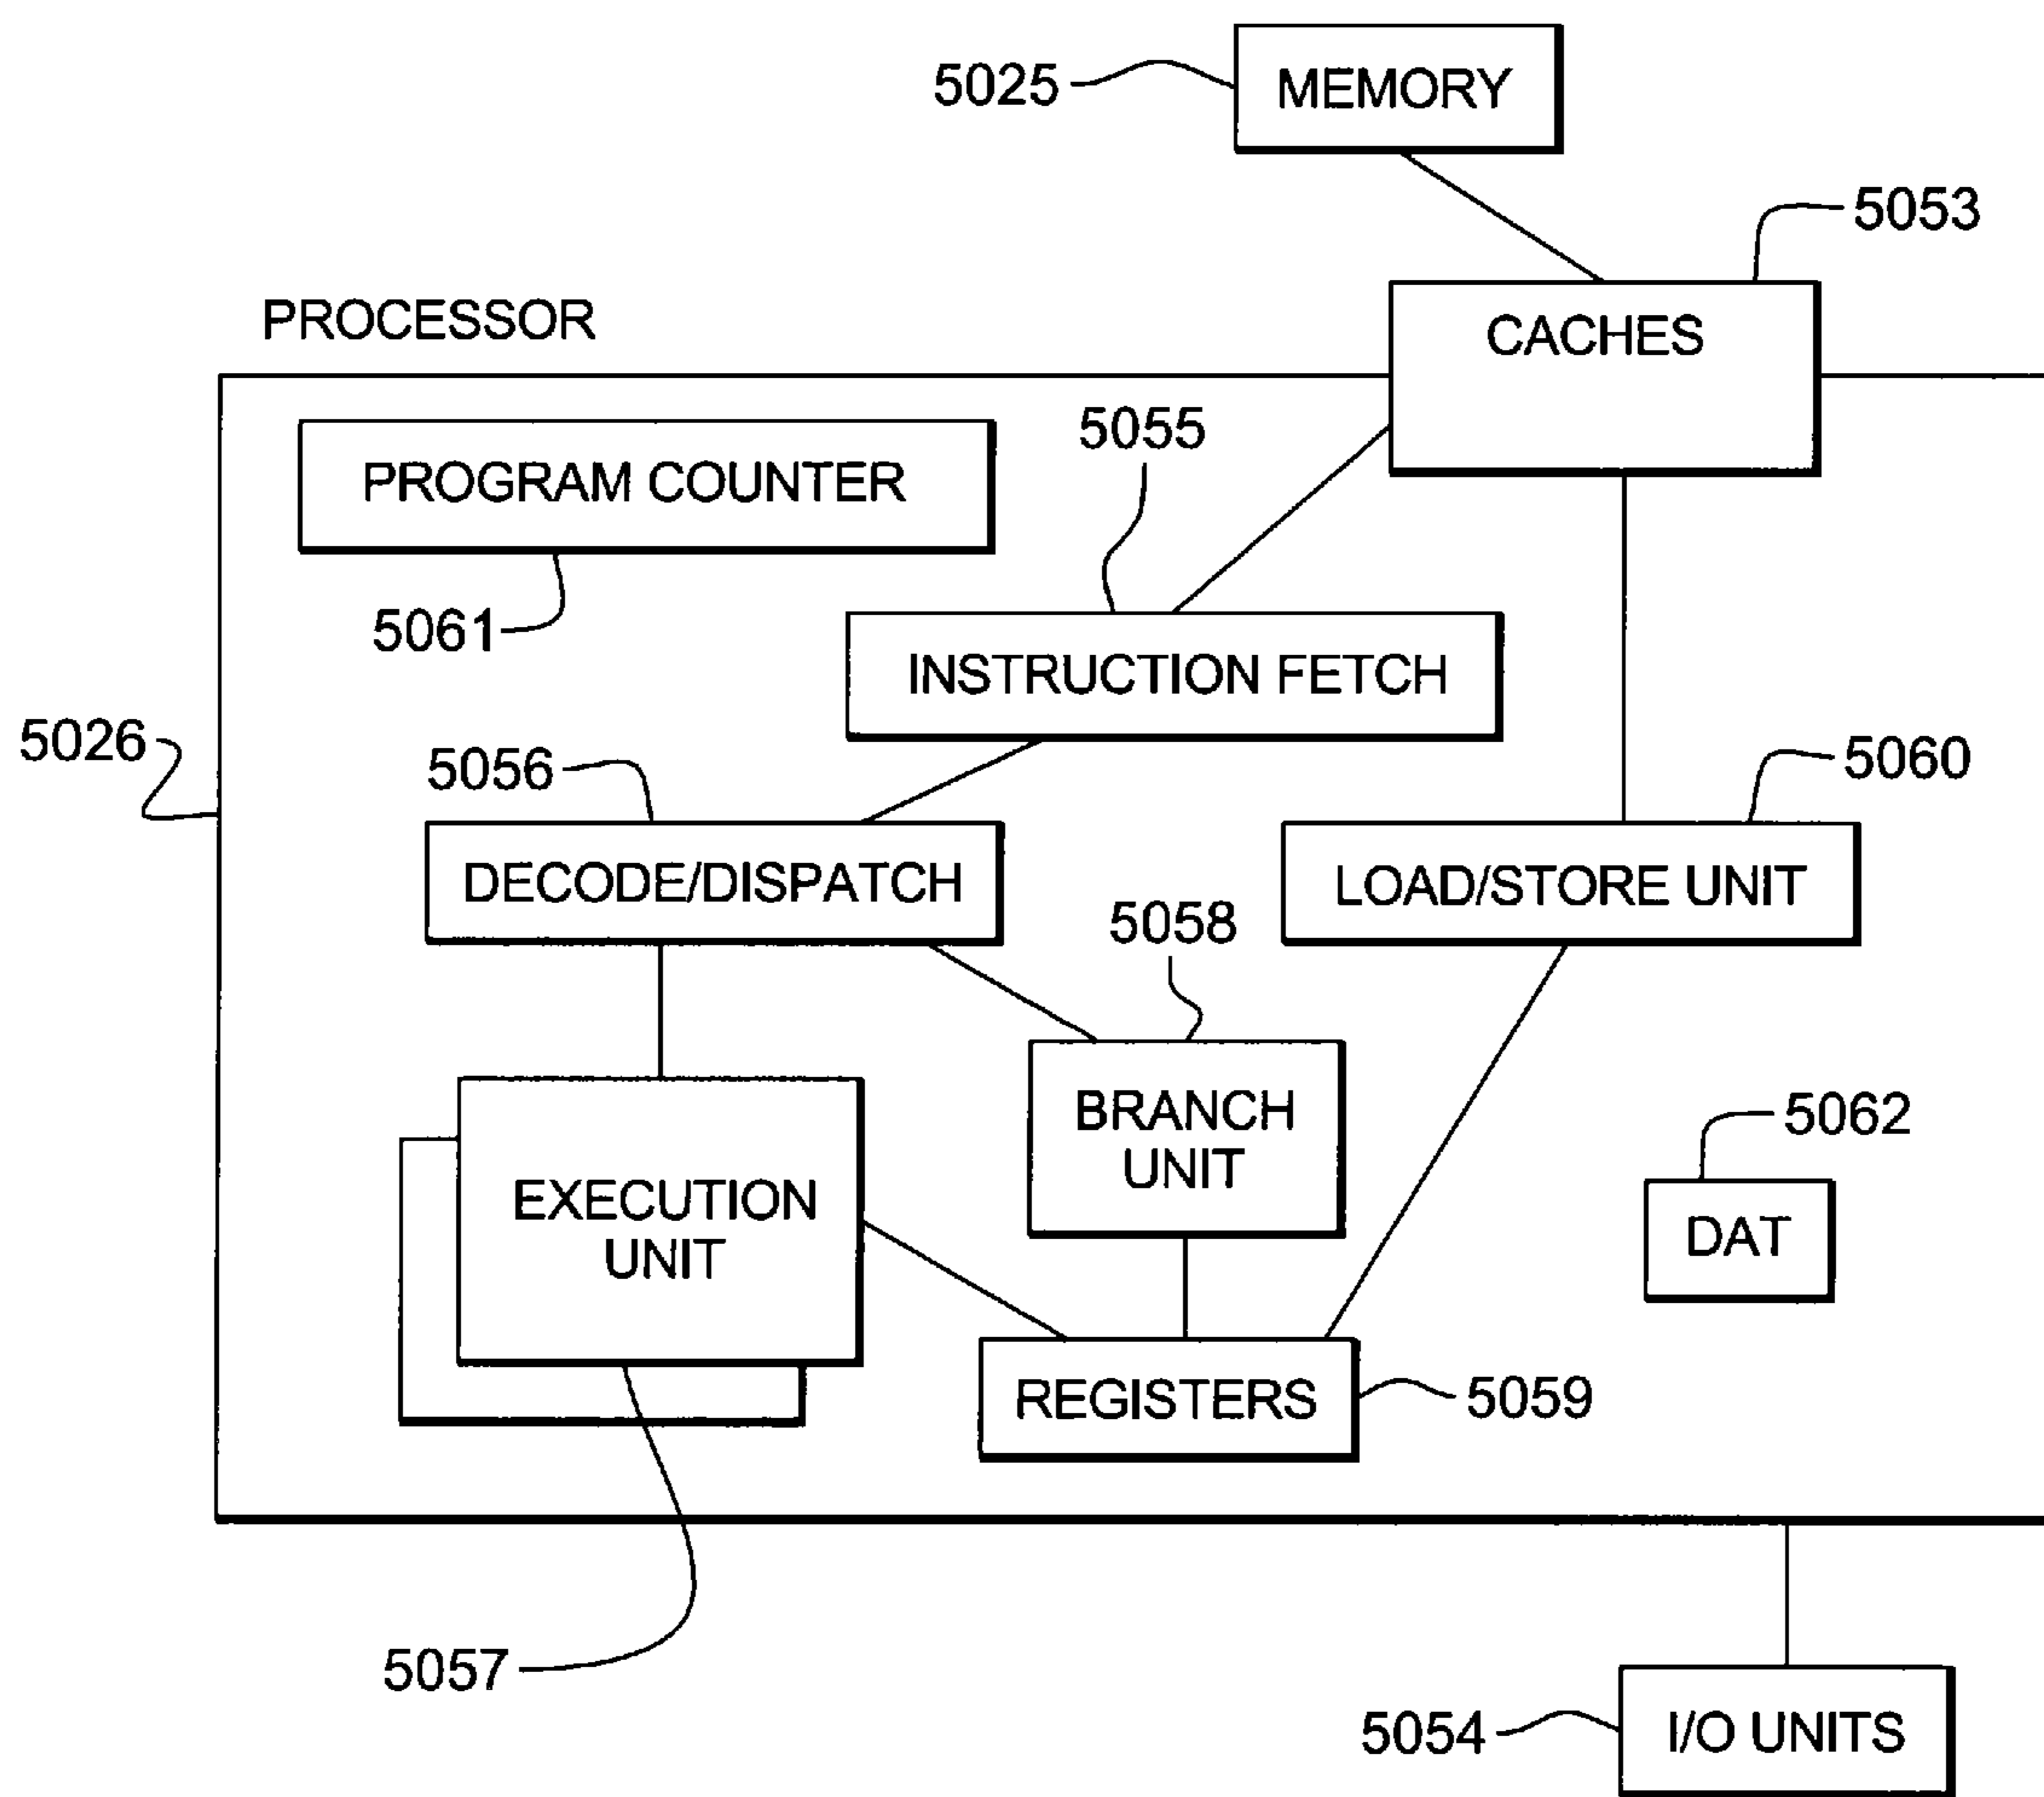 5025
MEMORY
5053
CACHES
PROCESSOR
5055
PROGRAM COUNTER
5061
INSTRUCTION FETCH
5026
5056
5060
DECODE/DISPATCH
LOAD/STORE UNIT
5058
BRANCH
UNIT
5062
EXECUTION
UNIT
DAT
REGISTERS
5059
5057
5054
I/O UNITS